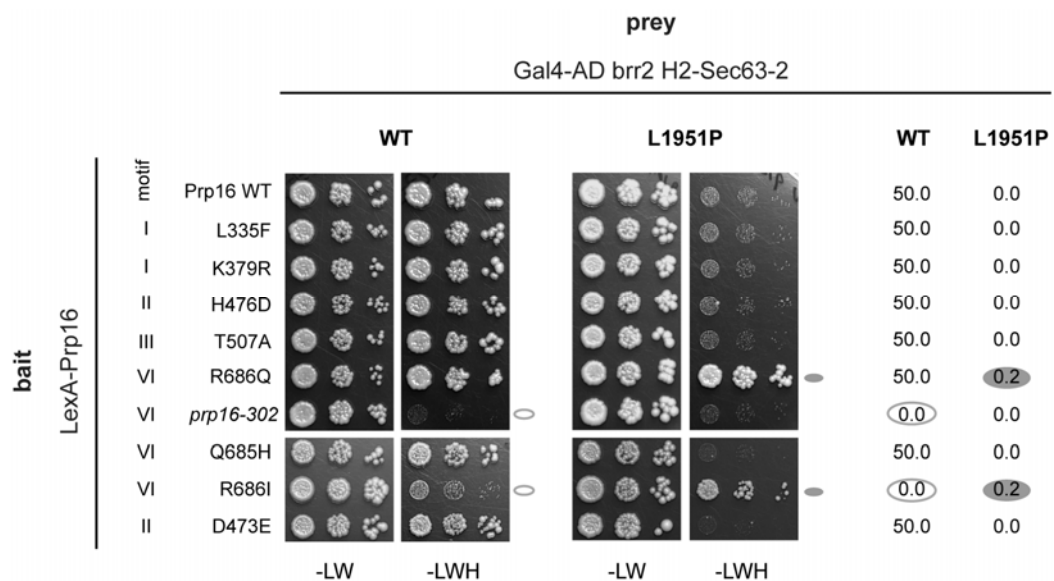 prey
Gal4-AD brr2 H2-Sec63-2
WT L1951P WT L1951P
bait
LexA-Prp16
motif
Prp16 WT 50.0 0.0
I L335F 50.0 0.0
I K379R 50.0 0.0
II H476D 50.0 0.0
III T507A 50.0 0.0
VI R686Q 50.0 0.2
VI prp16-302 0.0 0.0
VI Q685H 50.0 0.0
VI R686I 0.0 0.2
II D473E 50.0 0.0
-LW -LWH -LW -LWH